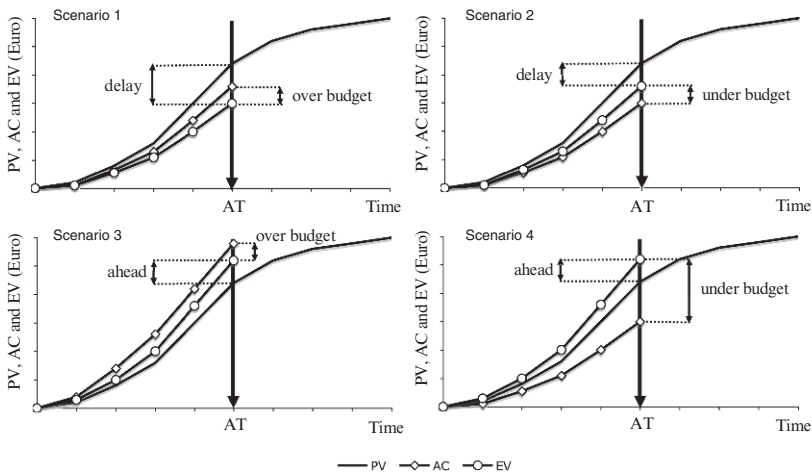 Scenario 1
PV, AC and EV (Euro)
delay
over budget
AT
Time
Scenario 2
PV, AC and EV (Euro)
delay
under budget
AT
Time
Scenario 3
PV, AC and EV (Euro)
over budget
ahead
AT
Time
Scenario 4
PV, AC and EV (Euro)
ahead
under budget
AT
Time
PV AC EV